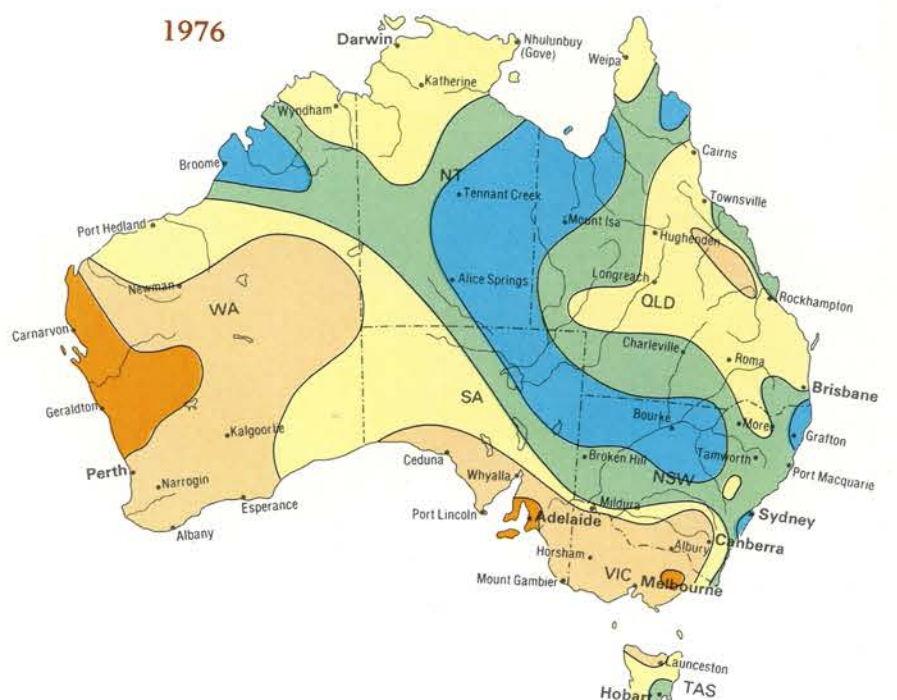 1976
Darwin
Nhulunbuy
(Gove)
Weipa
Katherine
Wyndham
Broome
Cairns
NT
Tennant Creek
Townsville
Mount Isa
Port Hedland
Hughenden
Longreach
Alice Springs
Newman
QLD
Rockhampton
WA
Carnarvon
Charleville
Roma
Brisbane
SA
Geraldton
Bourke
Moree
Grafton
Kalgoorlie
Ceduna
Broken Hill
Tamworth
Perth
Whyalla
NSW
Port Macquarie
Narrogin
Esperance
Port Lincoln
Mildura
Adelaide
Sydney
Albany
Canberra
Albury
Horsham
Mount Gambier
VIC
Melbourne
Launceston
Hobart
TAS